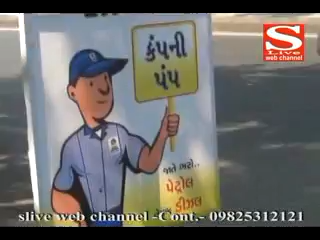 કંપની
પંપ
S
Live
web channel
જાતે ભરો..
પેટ્રોલ
ડીઝલ
slive web channel -Cont.- 09825312121